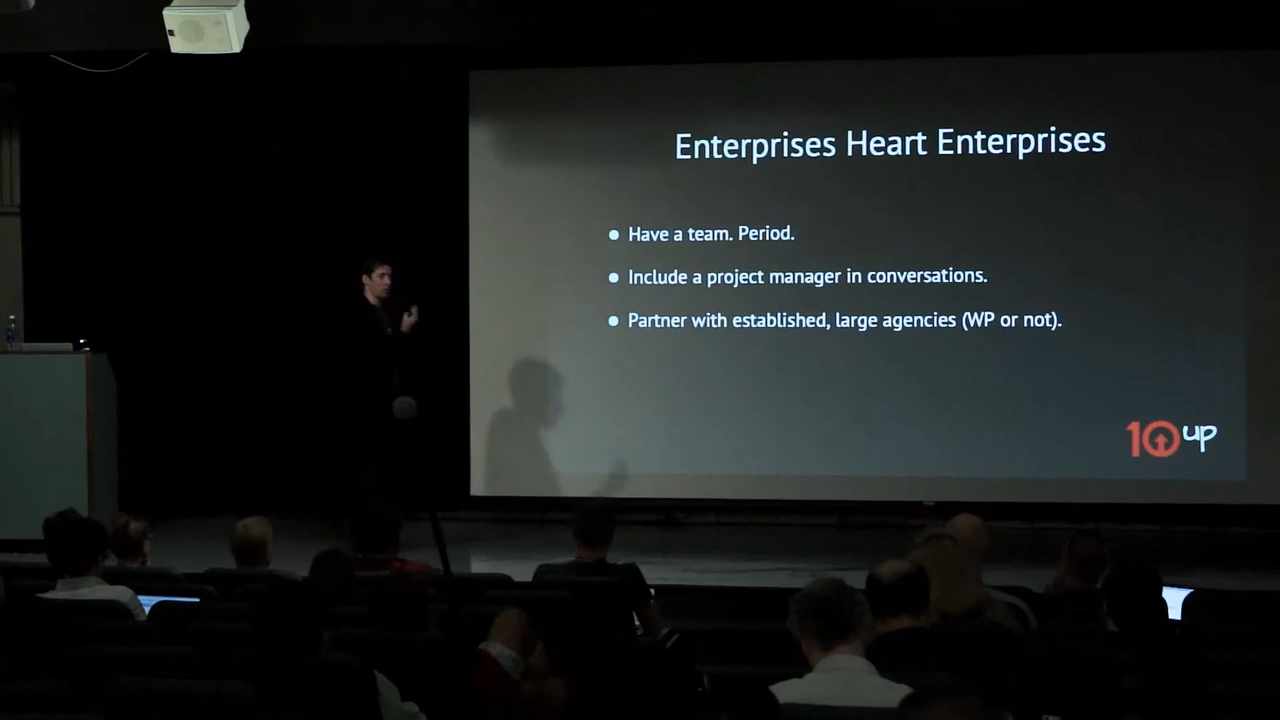 Enterprises Heart Enterprises
● Have a team. Period.
● Include a project manager in conversations.
● Partner with established, large agencies (WP or not).
10up